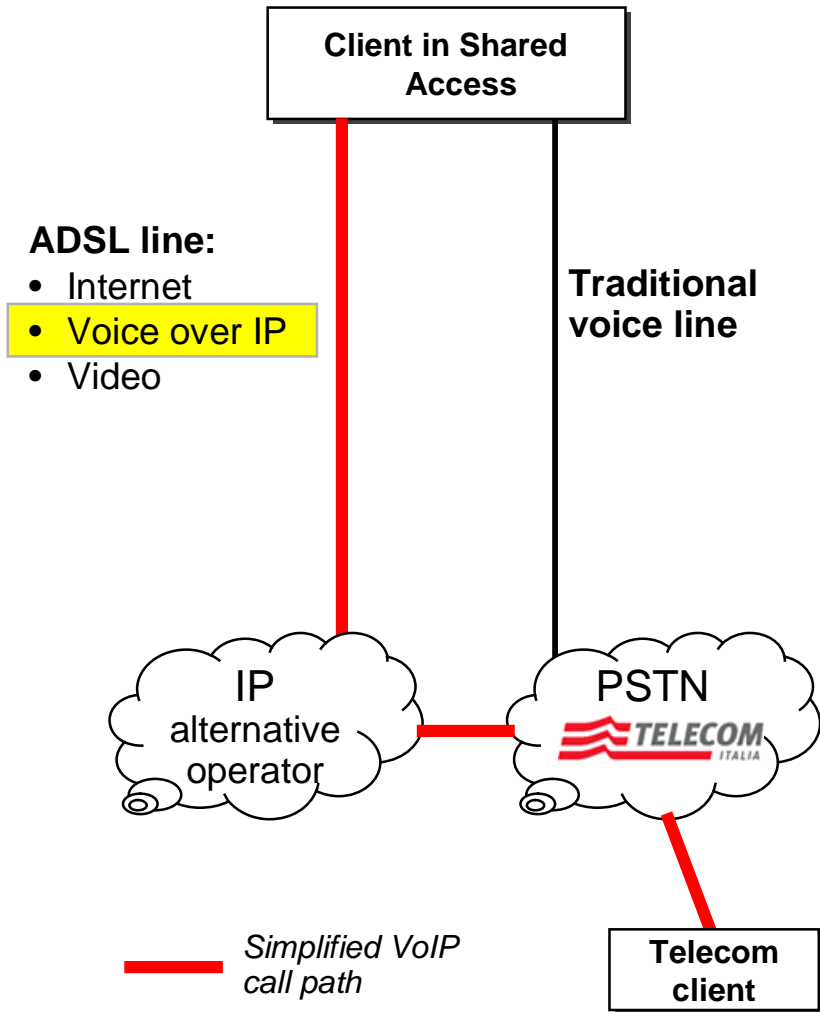 Client in Shared
Access
ADSL line:
• Internet
• Voice over IP
• Video
Traditional
voice line
IP
alternative
operator
PSTN
TELECOM
ITALIA
Simplified VoIP
call path
Telecom
client